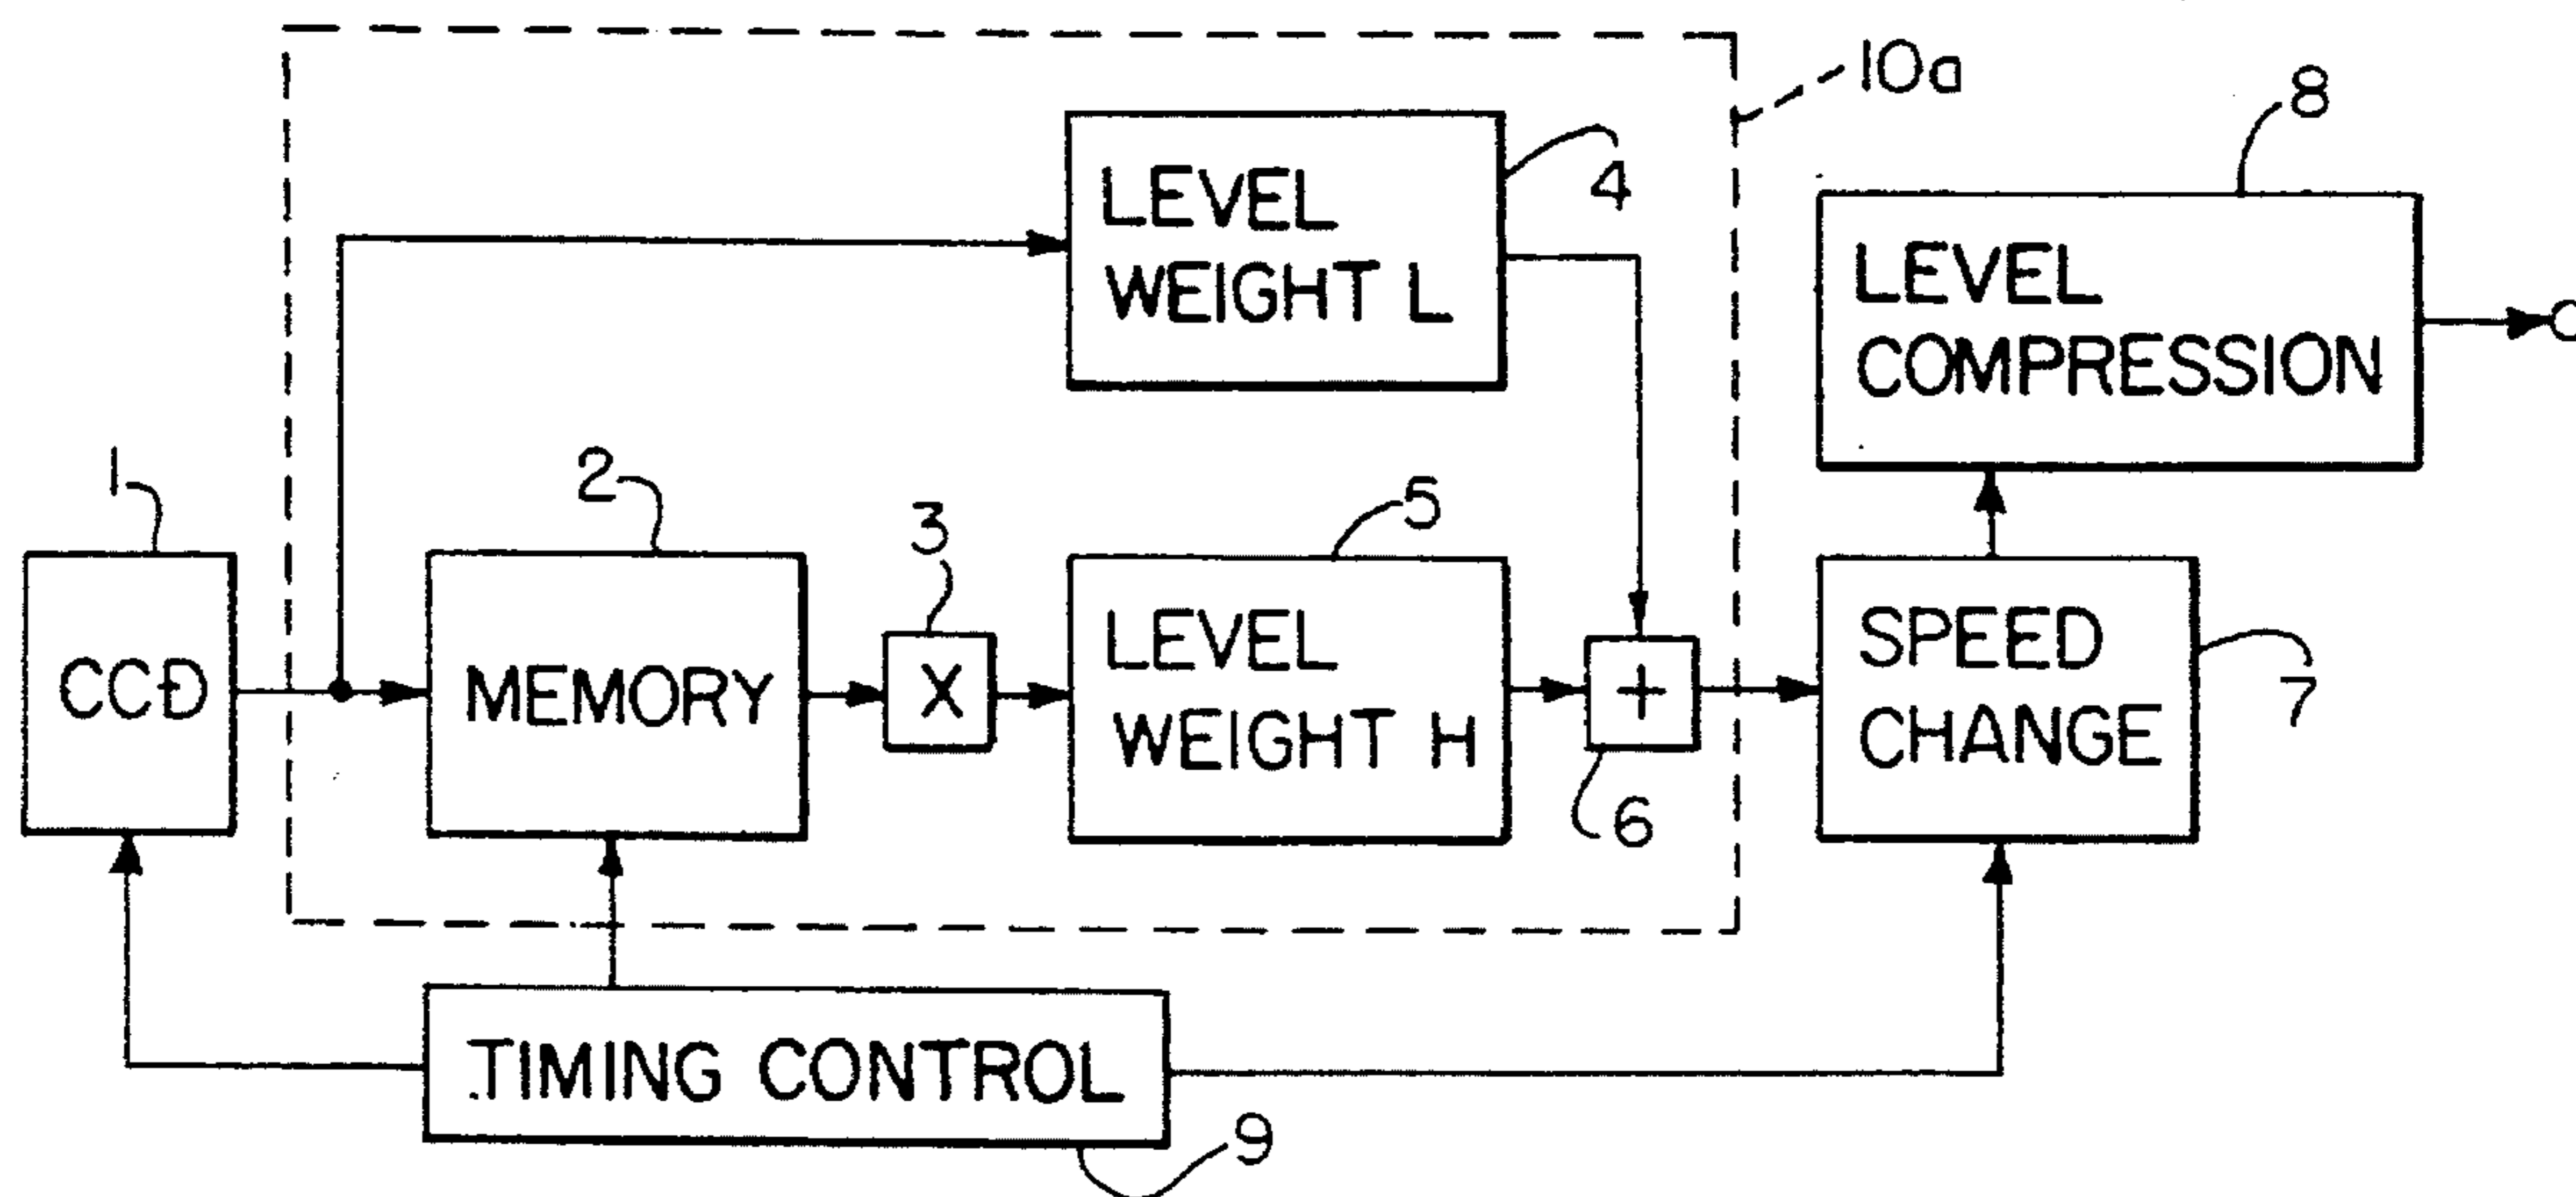 10a
8
4
LEVEL
WEIGHT L
LEVEL
COMPRESSION
1
2
3
5
CCD
MEMORY
X
LEVEL
WEIGHT H
+
SPEED
CHANGE
7
6
TIMING CONTROL
9